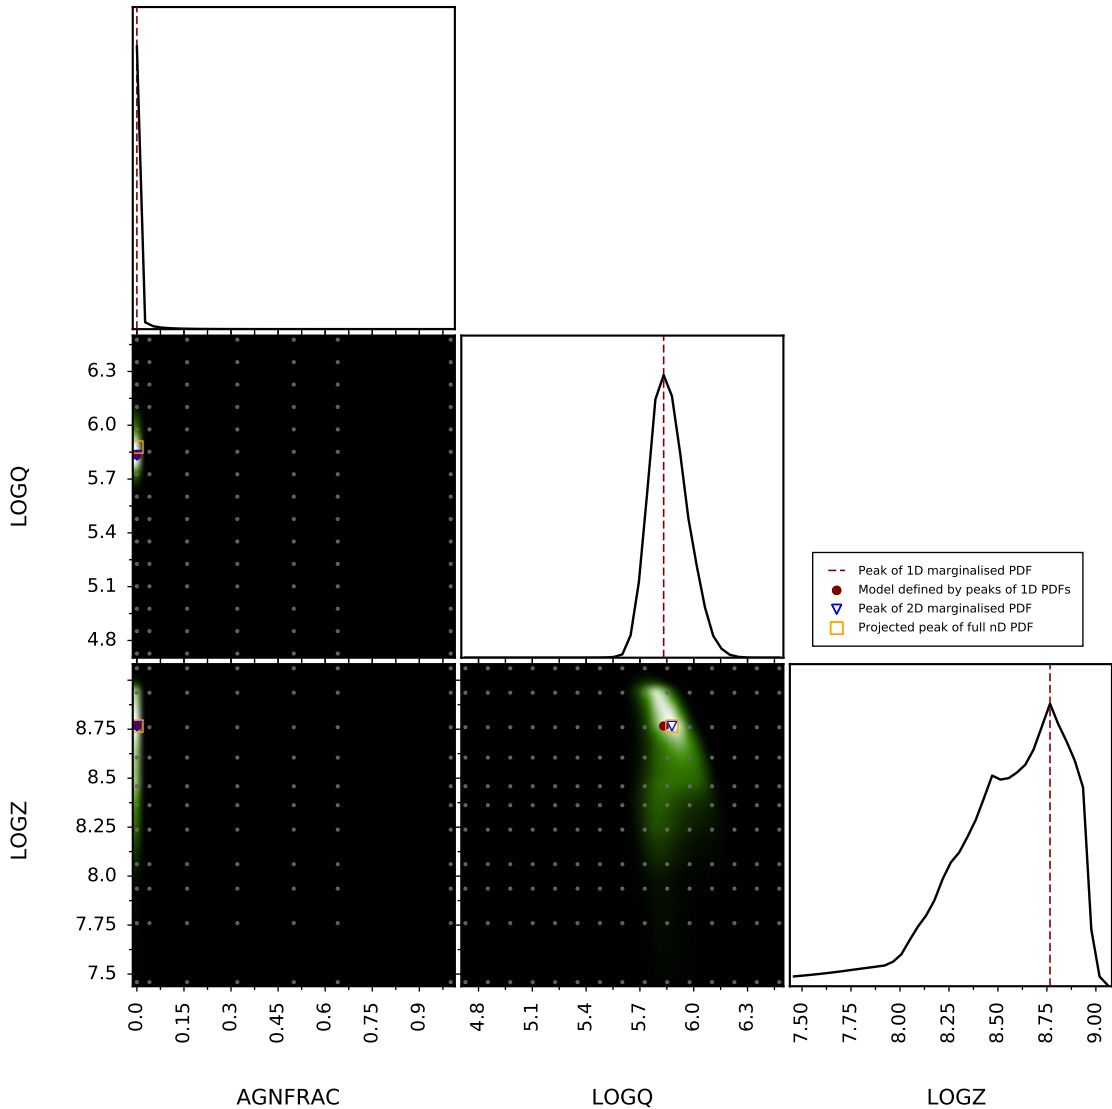 6.3
6.0
5.7
5.4
5.1
4.8
LOGQ
Peak of 1D marginalised PDF
Model defined by peaks of 1D PDFs
Peak of 2D marginalised PDF
Projected peak of full nD PDF
8.75
8.5
8.25
8.0
7.75
7.5
LOGZ
0.0 0.15 0.3 0.45 0.6 0.75 0.9
4.8 5.1 5.4 5.7 6.0 6.3
7.50 7.75 8.00 8.25 8.50 8.75 9.00
AGNFRAC LOGQ LOGZ